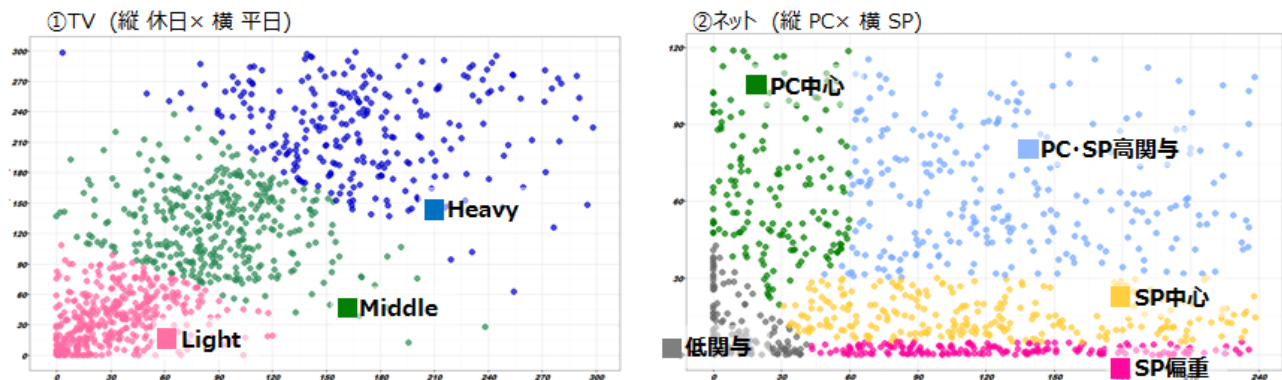 ①TV (縦 休日× 横 平日)
300
270
240
210
180
150
120
90
60
30
0
0 30 60 90 120 150 180 210 240 270 300
Heavy
Middle
Light
②ネット (縦 PC× 横 SP)
120
90
60
30
0
0 30 60 90 120 150 180 240
PC中心
PC･SP高関与
SP中心
低関与
SP偏重